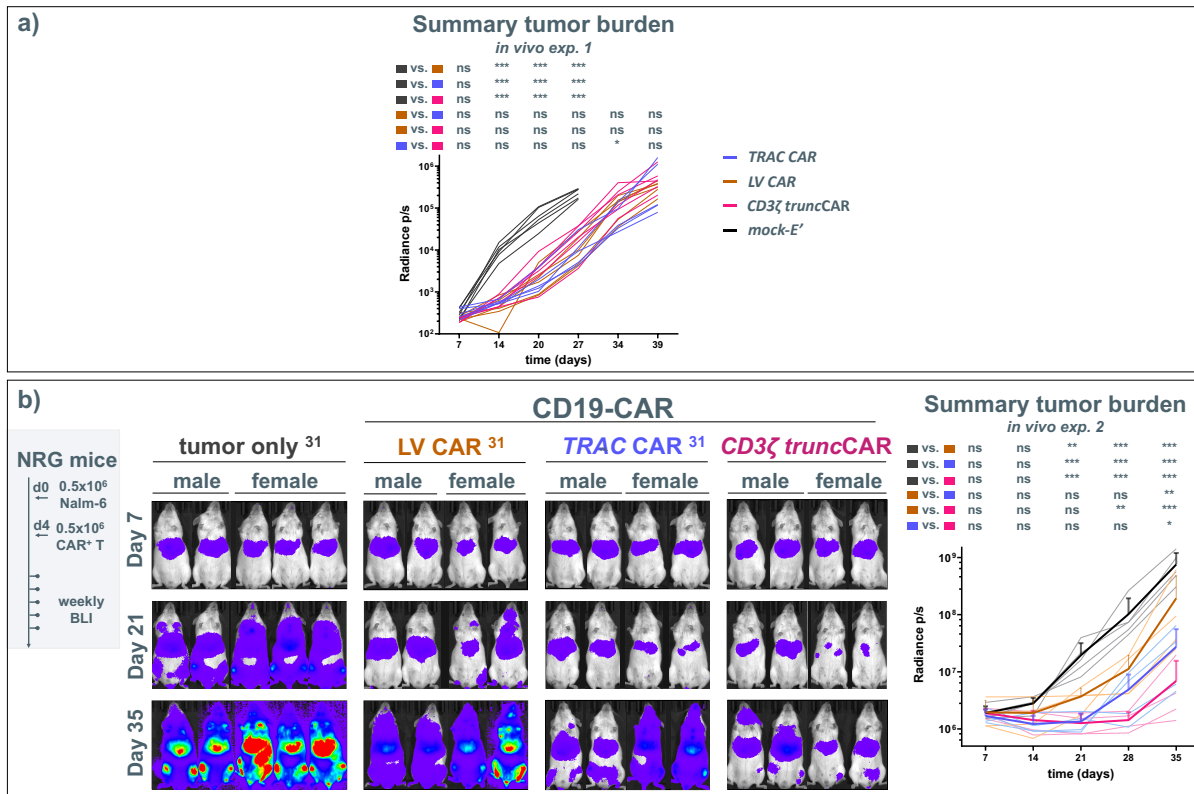 a)
Summary tumor burden
in vivo exp. 1
vs. ns *** *** ***
vs. ns *** *** ***
vs. ns *** *** ***
vs. ns ns ns ns ns ns
vs. ns ns ns ns ns ns
vs. ns ns ns ns * ns
10⁶
10⁵
10⁴
10³
10²
Radiance p/s
7 14 20 27 34 39
time (days)
TRAC CAR
LV CAR
CD3ζ truncCAR
mock-E'
b)
CD19-CAR
NRG mice
d0 0.5x10⁶
Nalm-6
d4 0.5x10⁶
CAR⁺ T
weekly
BLI
tumor only ³¹
LV CAR ³¹
TRAC CAR ³¹
CD3ζ truncCAR
male female male female male female male female
Day 7
Day 21
Day 35
Summary tumor burden
in vivo exp. 2
vs. ns ns ** *** ***
vs. ns ns *** *** ***
vs. ns ns *** *** ***
vs. ns ns ns ns **
vs. ns ns ns ** ***
vs. ns ns ns ns *
10⁹
10⁸
10⁷
10⁶
Radiance p/s
7 14 21 28 35
time (days)